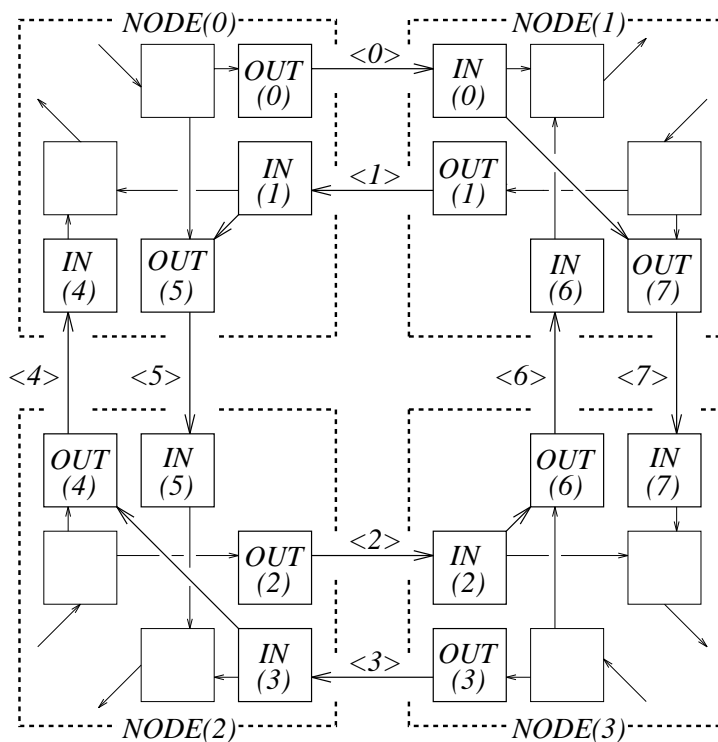 NODE(0)
NODE(1)
<0>
OUT
(0)
IN
(0)
IN
(1)
<1>
OUT
(1)
IN
(4)
OUT
(5)
IN
(6)
OUT
(7)
<4>
<5>
<6>
<7>
OUT
(4)
IN
(5)
OUT
(6)
IN
(7)
OUT
(2)
<2>
IN
(2)
IN
(3)
<3>
OUT
(3)
NODE(2)
NODE(3)